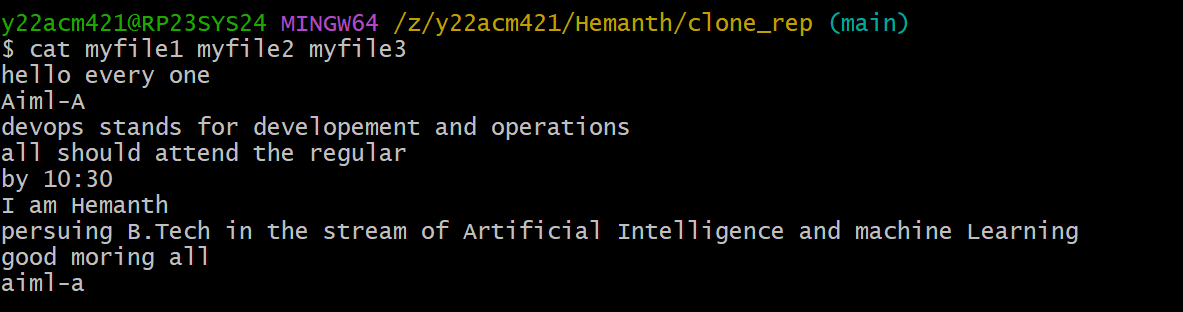 y22acm421@RP23SYS24 MINGW64 /z/y22acm421/Hemanth/clone_rep (main)
$ cat myfile1 myfile2 myfile3
hello every one
Aiml-A
devops stands for developement and operations
all should attend the regular
by 10:30
I am Hemanth
persuing B.Tech in the stream of Artificial Intelligence and machine Learning
good moring all
aiml-a